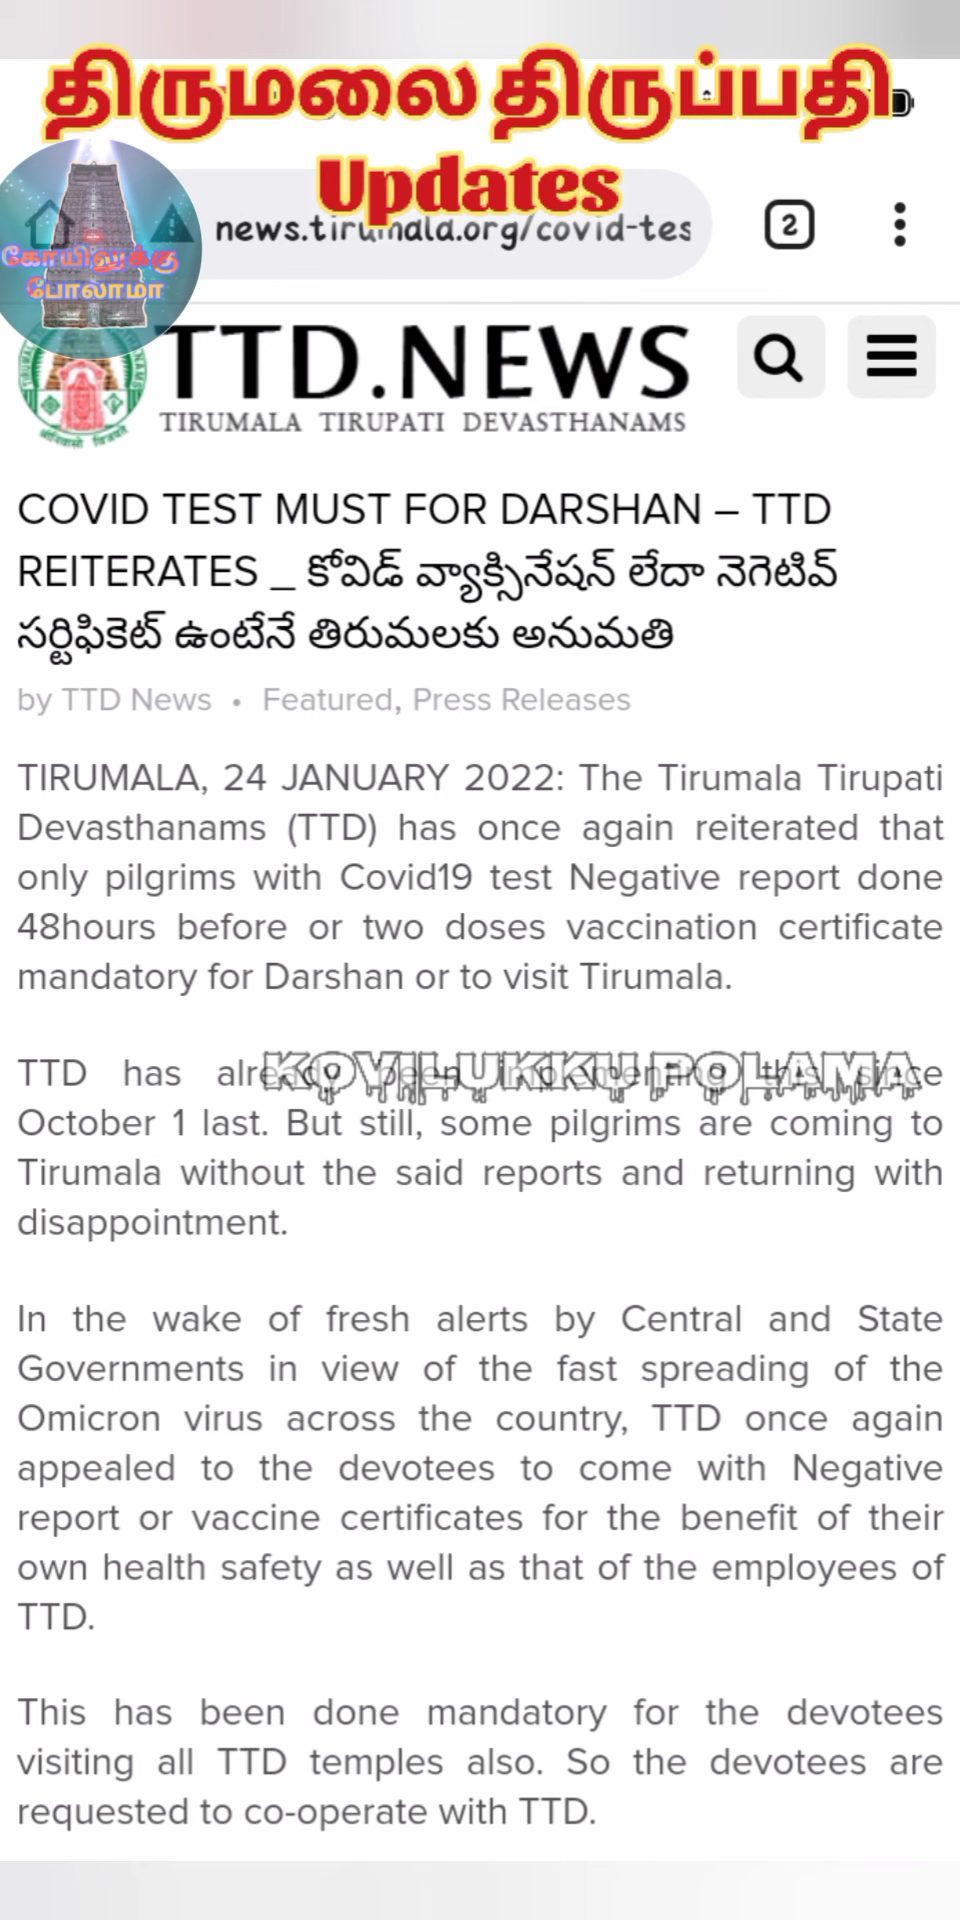 திருமலை திருப்பதி
Updates
news.tirumala.org/covid-tes
2
கோயிலுக்கு
போலாமா
TTD.NEWS
TIRUMALA TIRUPATI DEVASTHANAMS
श्रीनिवासो विजयते
COVID TEST MUST FOR DARSHAN – TTD
REITERATES _ కోవిడ్ వ్యాక్సినేషన్ లేదా నెగెటివ్
సర్టిఫికెట్ ఉంటేనే తిరుమలకు అనుమతి
by TTD News • Featured, Press Releases
TIRUMALA, 24 JANUARY 2022: The Tirumala Tirupati
Devasthanams (TTD) has once again reiterated that
only pilgrims with Covid19 test Negative report done
48hours before or two doses vaccination certificate
mandatory for Darshan or to visit Tirumala.
TTD has already been implementing this since
KOYILUKKU POLAMA
October 1 last. But still, some pilgrims are coming to
Tirumala without the said reports and returning with
disappointment.
In the wake of fresh alerts by Central and State
Governments in view of the fast spreading of the
Omicron virus across the country, TTD once again
appealed to the devotees to come with Negative
report or vaccine certificates for the benefit of their
own health safety as well as that of the employees of
TTD.
This has been done mandatory for the devotees
visiting all TTD temples also. So the devotees are
requested to co-operate with TTD.